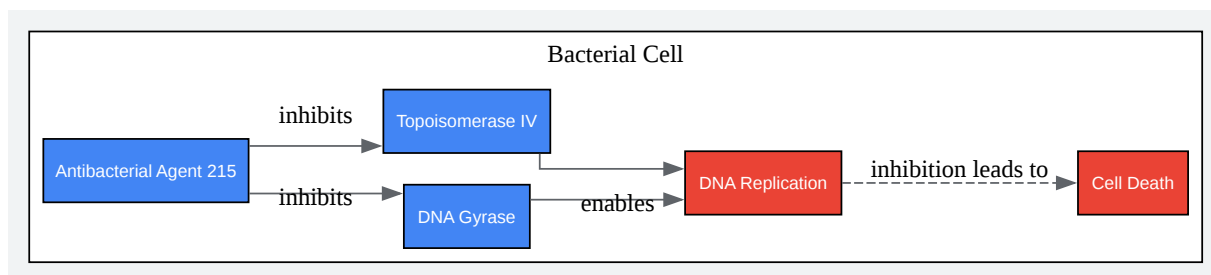 Bacterial Cell
inhibits
Topoisomerase IV
Antibacterial Agent 215
inhibits
DNA Gyrase
enables
DNA Replication
inhibition leads to
Cell Death